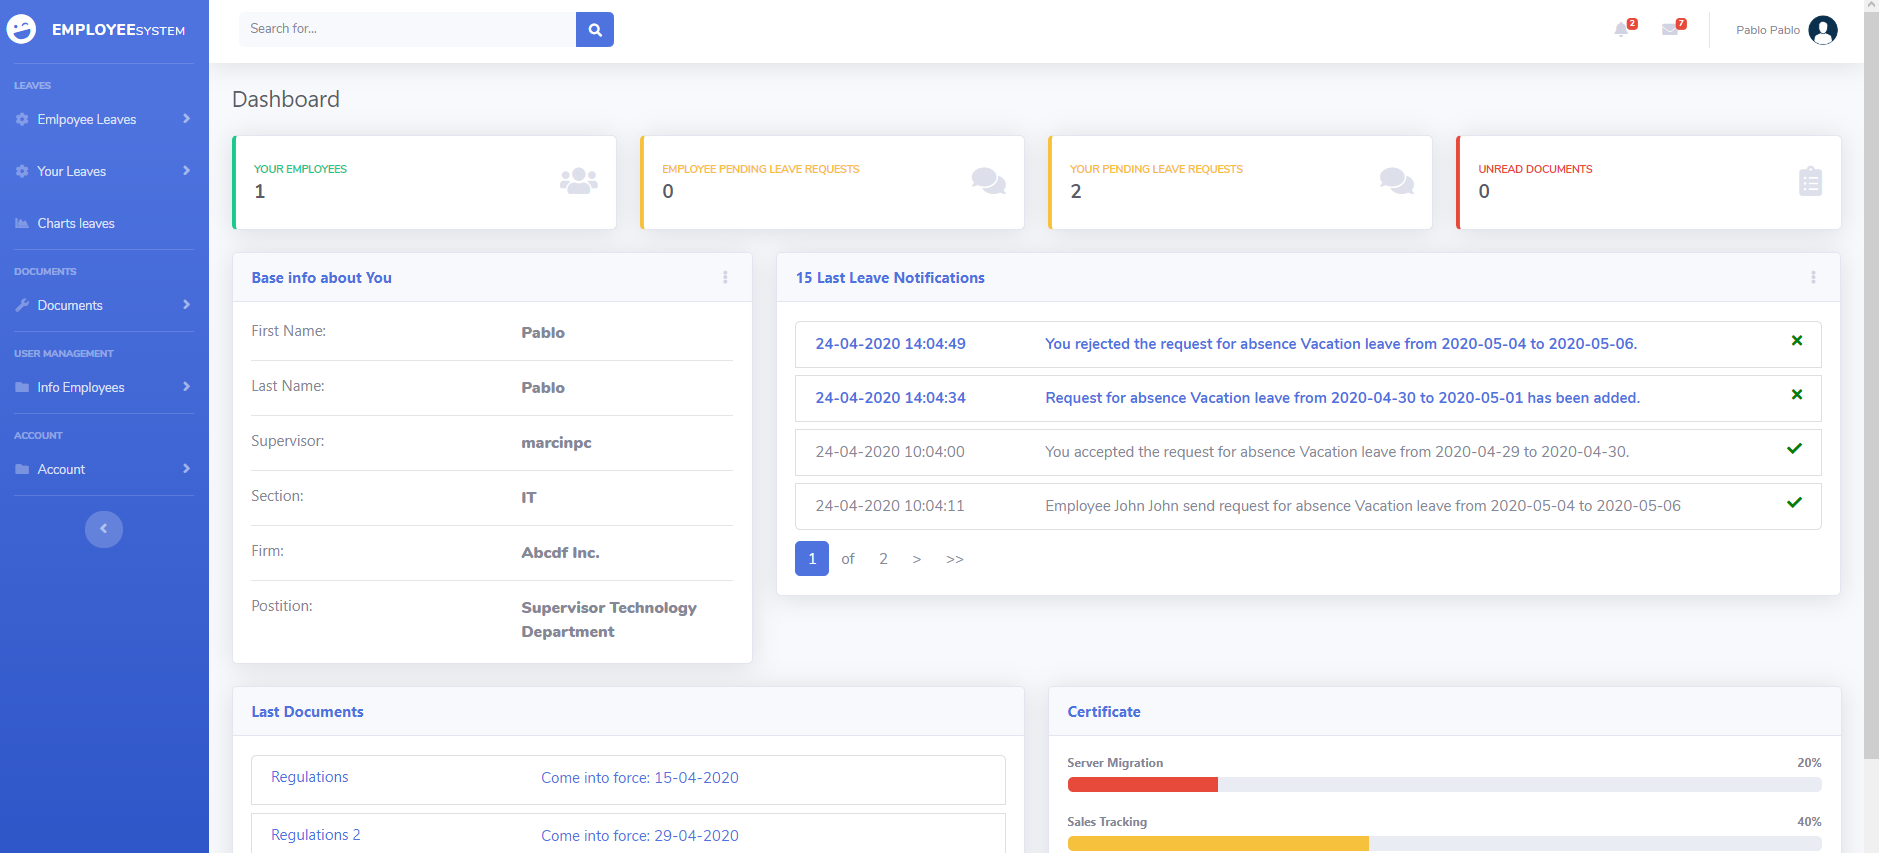 EMPLOYEESYSTEM
Search for...
2
7
Pablo Pablo
LEAVES
Emlpoyee Leaves
Your Leaves
Charts leaves
DOCUMENTS
Documents
USER MANAGEMENT
Info Employees
ACCOUNT
Account
Dashboard
YOUR EMPLOYEES
1
EMPLOYEE PENDING LEAVE REQUESTS
0
YOUR PENDING LEAVE REQUESTS
2
UNREAD DOCUMENTS
0
Base info about You
First Name: Pablo
Last Name: Pablo
Supervisor: marcinpc
Section: IT
Firm: Abcdf Inc.
Postition: Supervisor Technology
Department
15 Last Leave Notifications
24-04-2020 14:04:49 You rejected the request for absence Vacation leave from 2020-05-04 to 2020-05-06.
24-04-2020 14:04:34 Request for absence Vacation leave from 2020-04-30 to 2020-05-01 has been added.
24-04-2020 10:04:00 You accepted the request for absence Vacation leave from 2020-04-29 to 2020-04-30.
24-04-2020 10:04:11 Employee John John send request for absence Vacation leave from 2020-05-04 to 2020-05-06
1 of 2 > >>
Last Documents
Regulations Come into force: 15-04-2020
Regulations 2 Come into force: 29-04-2020
Certificate
Server Migration 20%
Sales Tracking 40%